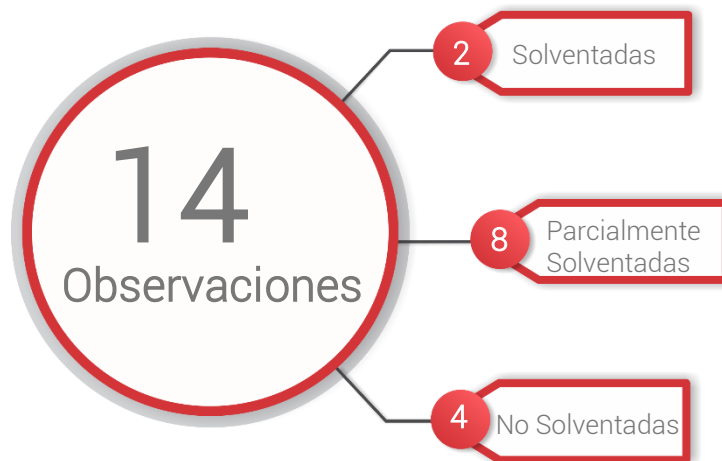 14
Observaciones
2
Solventadas
8
Parcialmente
Solventadas
4
No Solventadas